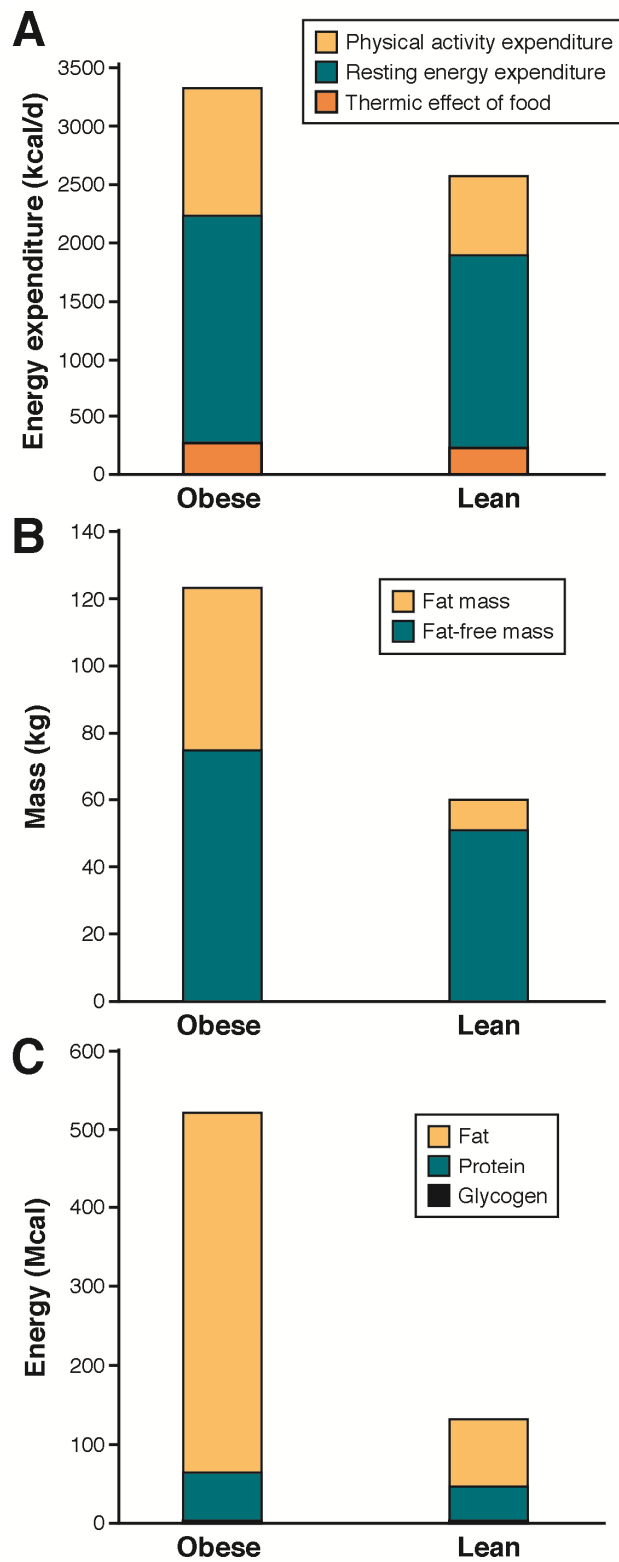 A
Physical activity expenditure
Resting energy expenditure
Thermic effect of food
Energy expenditure (kcal/d)
3500
3000
2500
2000
1500
1000
500
0
Obese
Lean
B
Fat mass
Fat-free mass
Mass (kg)
140
120
100
80
60
40
20
0
Obese
Lean
C
Fat
Protein
Glycogen
Energy (Mcal)
600
500
400
300
200
100
0
Obese
Lean